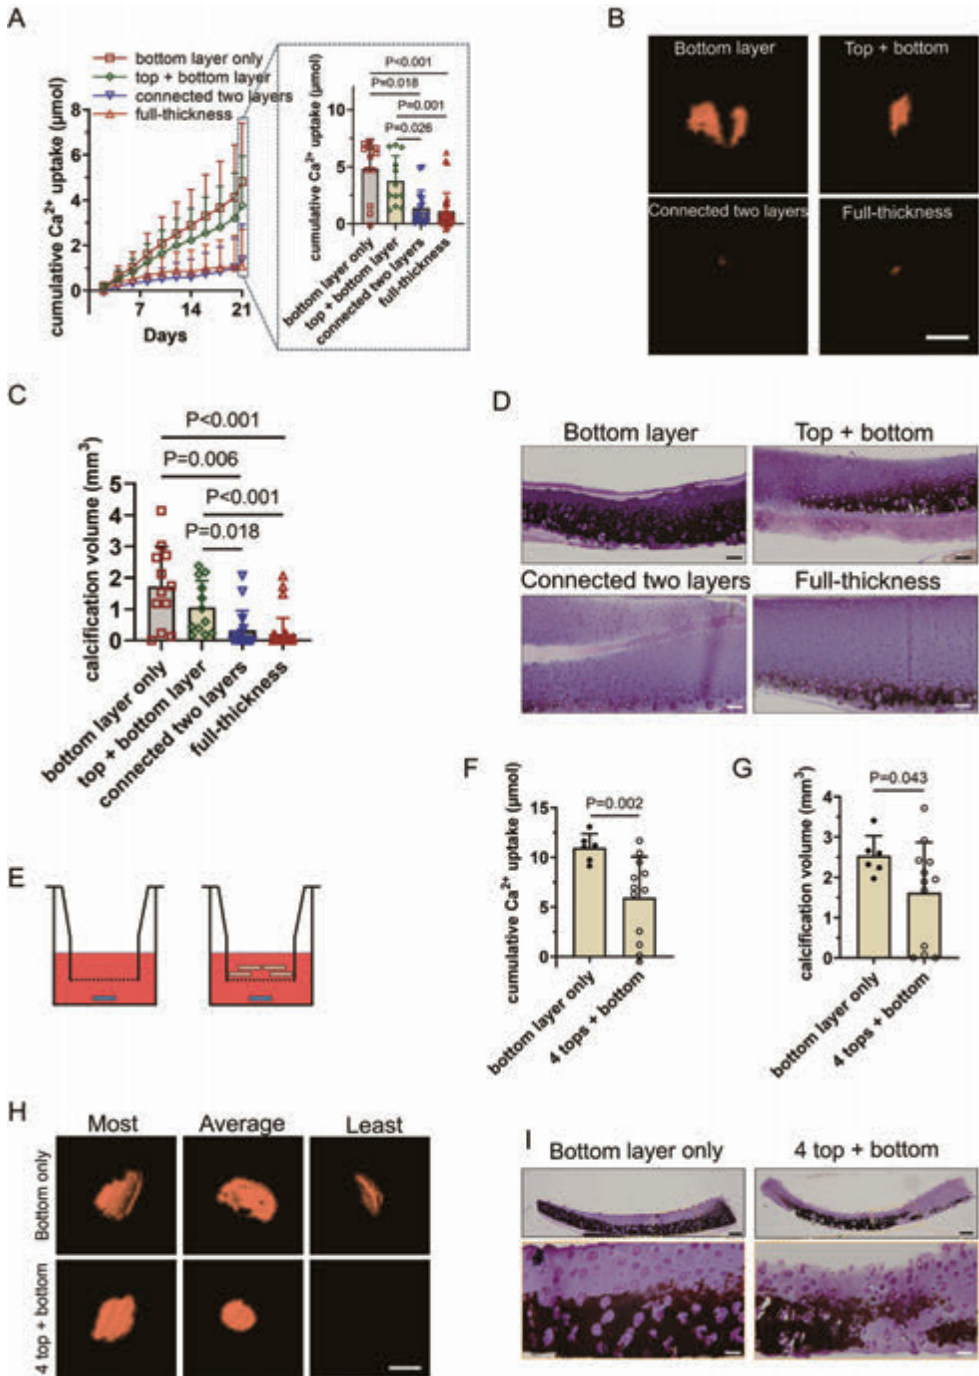 A
bottom layer only
top + bottom layer
connected two layers
full-thickness
cumulative Ca²⁺ uptake (µmol)
8
6
4
2
0
7
14
21
Days
P<0.001
P=0.018
P=0.001
P=0.026
cumulative Ca²⁺ uptake (µmol)
10
5
0
bottom layer only
top + bottom layer
connected two layers
full-thickness
B
Bottom layer
Top + bottom
Connected two layers
Full-thickness
C
P<0.001
P=0.006
P<0.001
P=0.018
calcification volume (mm³)
5
4
3
2
1
0
bottom layer only
top + bottom layer
connected two layers
full-thickness
D
Bottom layer
Top + bottom
Connected two layers
Full-thickness
E
F
P=0.002
cumulative Ca²⁺ uptake (µmol)
15
10
5
0
bottom layer only
4 tops + bottom
G
P=0.043
calcification volume (mm³)
4
3
2
1
0
bottom layer only
4 tops + bottom
H
Most
Average
Least
Bottom only
4 top + bottom
I
Bottom layer only
4 top + bottom